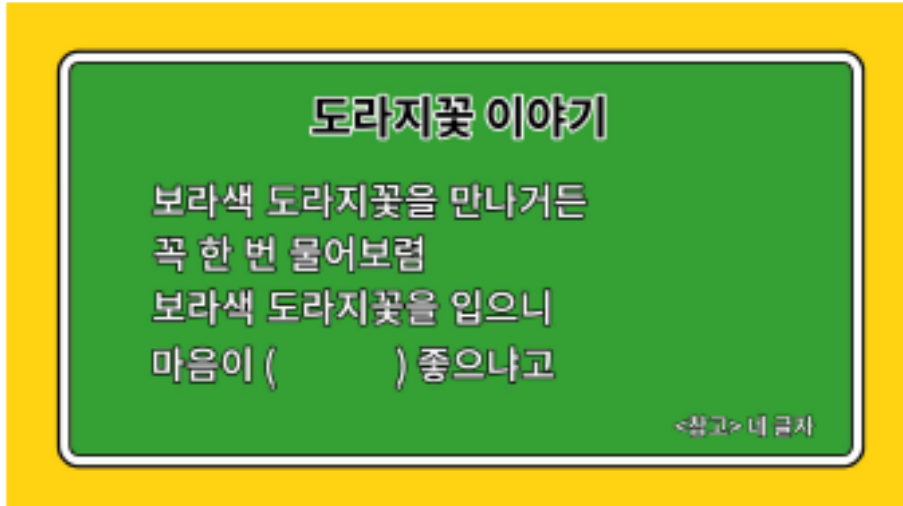 도라지꽃 이야기
보라색 도라지꽃을 만나거든
꼭 한 번 물어보렴
보라색 도라지꽃을 입으니
마음이 (          ) 좋으냐고
<참고> 네 글자